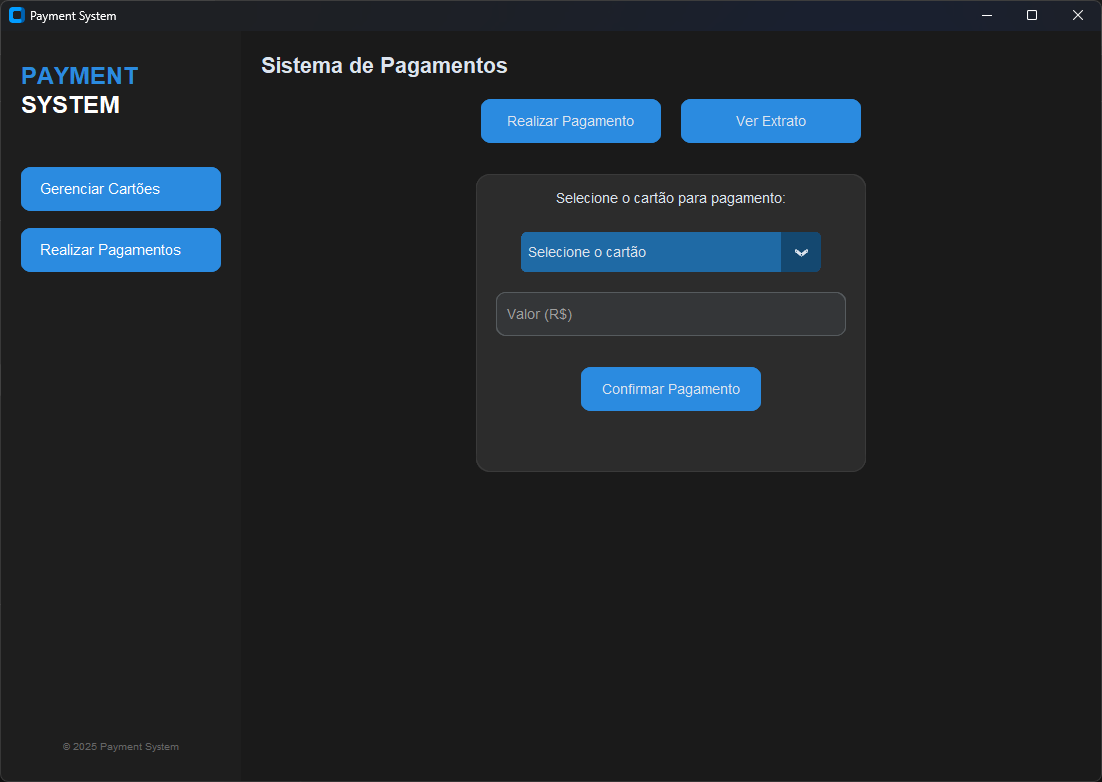 Payment System
PAYMENT
SYSTEM
Gerenciar Cartões
Realizar Pagamentos
© 2025 Payment System
Sistema de Pagamentos
Realizar Pagamento
Ver Extrato
Selecione o cartão para pagamento:
Selecione o cartão
Valor (R$)
Confirmar Pagamento